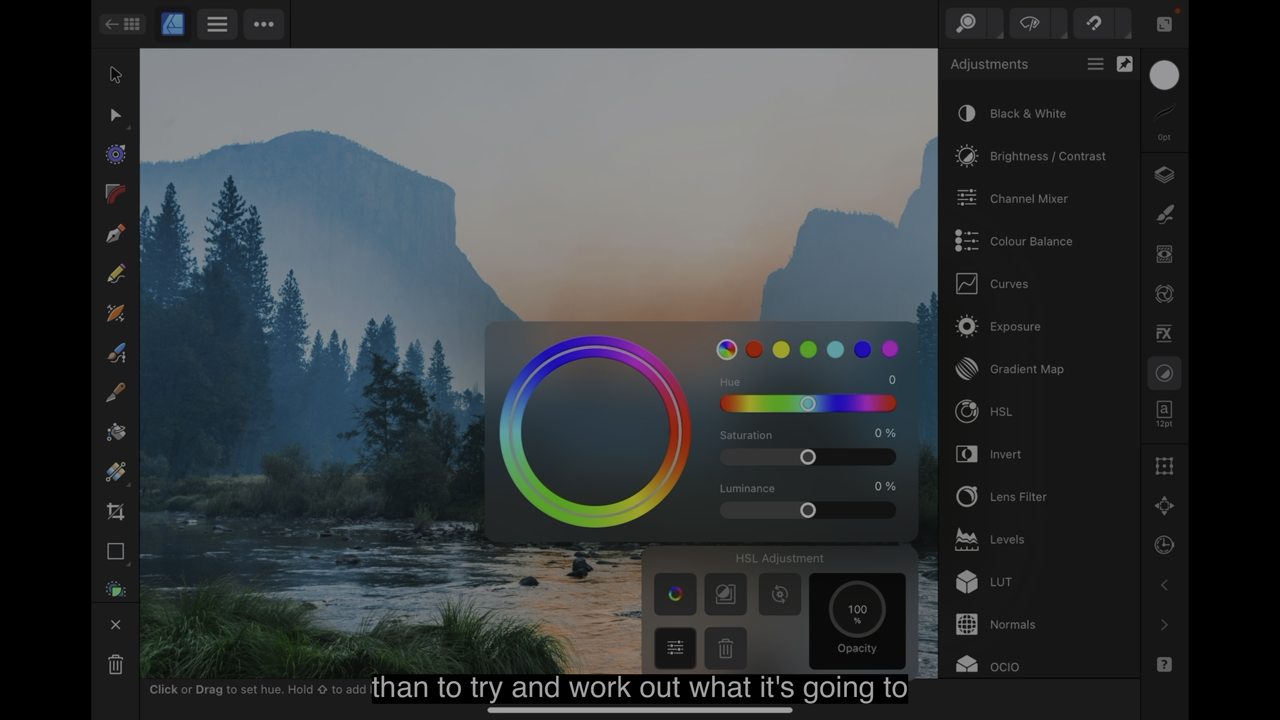 Adjustments
Black & White
Brightness / Contrast
Channel Mixer
Colour Balance
Curves
Exposure
Gradient Map
HSL
Invert
Lens Filter
Levels
LUT
Normals
OCIO
0pt
FX
a
12pt
?
Hue 0
Saturation 0 %
Luminance 0 %
HSL Adjustment
100
%
Opacity
Click or Drag to set hue. Hold ⇧ to add
than to try and work out what it's going to